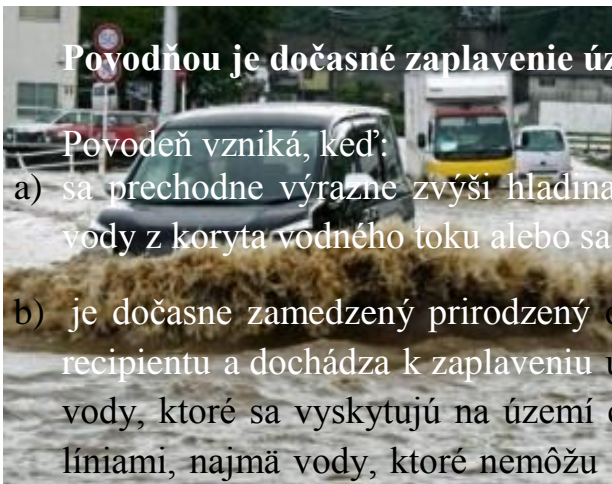 Povodňou je dočasné zaplavenie
Povodeň vzniká, keď:
a) sa prechodne výrazne zvýši hladina
vody z koryta vodného toku alebo sa
b) je dočasne zamedzený prirodzený
recipientu a dochádza k zaplaveniu
vody, ktoré sa vyskytujú na území
líniami, najmä vody, ktoré nemôžu